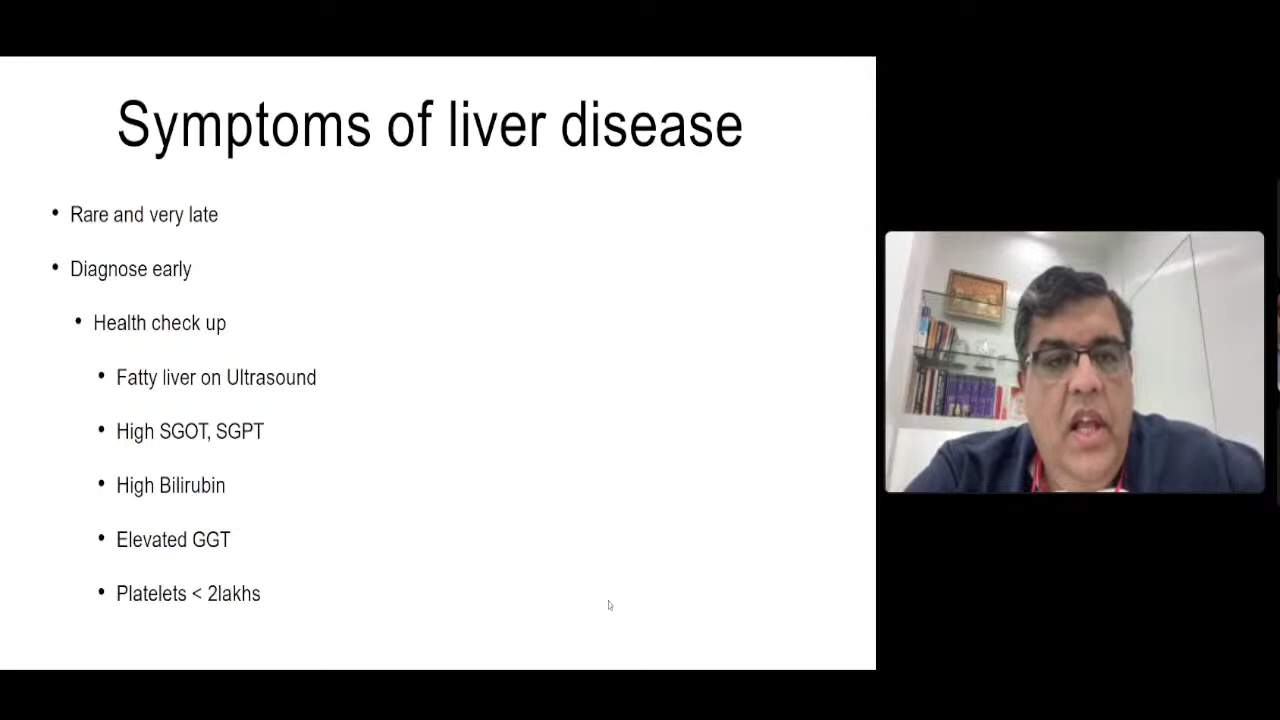 Symptoms of liver disease
• Rare and very late
• Diagnose early
• Health check up
• Fatty liver on Ultrasound
• High SGOT, SGPT
• High Bilirubin
• Elevated GGT
• Platelets < 2lakhs